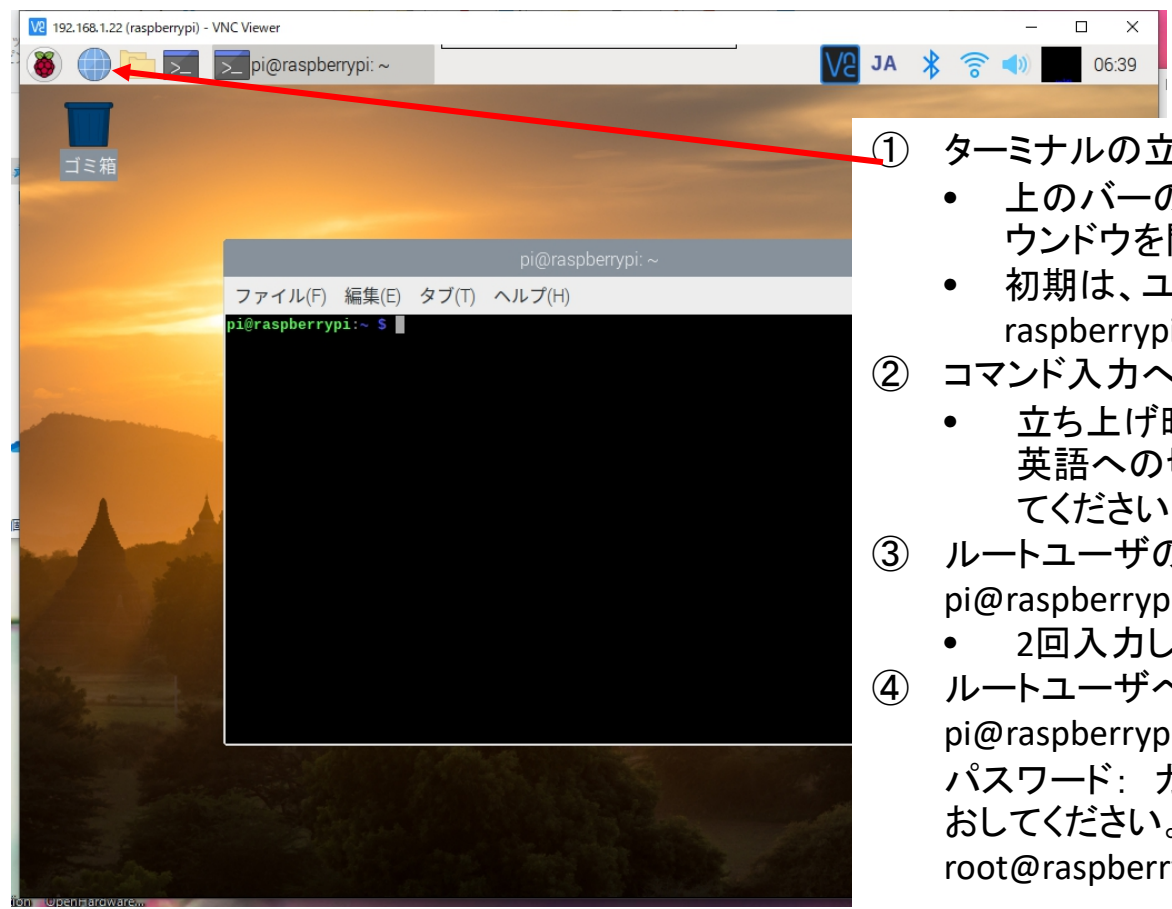 192.168.1.22 (raspberrypi) - VNC Viewer
pi@raspberrypi: ~
JA
06:39
ゴミ箱
pi@raspberrypi: ~
ファイル(F) 編集(E) タブ(T) ヘルプ(H)
pi@raspberrypi:~ $
① ターミナルの立
• 上のバーの
ウンドウを
• 初期は、ユ
raspberrypi
② コマンド入力へ
• 立ち上げ
英語への
てください
③ ルートユーザの
pi@raspberryp
• 2回入力し
④ ルートユーザへ
pi@raspberryp
パスワード： カ
おしてください。
root@raspberr
OpenHardware...